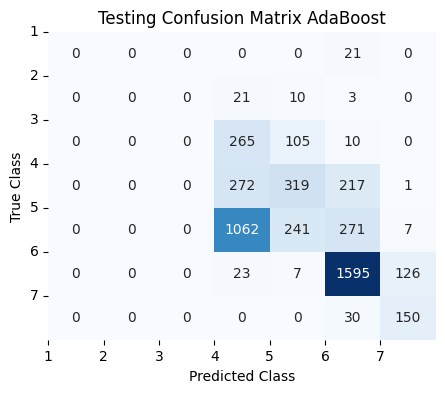 Testing Confusion Matrix AdaBoost
1
0 0 0 0 0 21 0
2
0 0 0 21 10 3 0
3
0 0 0 265 105 10 0
4
0 0 0 272 319 217 1
5
0 0 0 1062 241 271 7
6
0 0 0 23 7 1595 126
7
0 0 0 0 0 30 150
1 2 3 4 5 6 7
True Class
Predicted Class